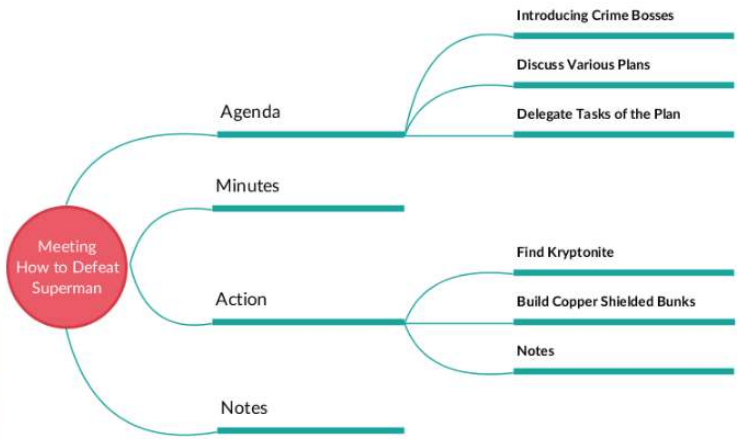 Introducing Crime Bosses
Discuss Various Plans
Agenda
Delegate Tasks of the Plan
Minutes
Meeting
How to Defeat
Superman
Find Kryptonite
Action
Build Copper Shielded Bunks
Notes
Notes